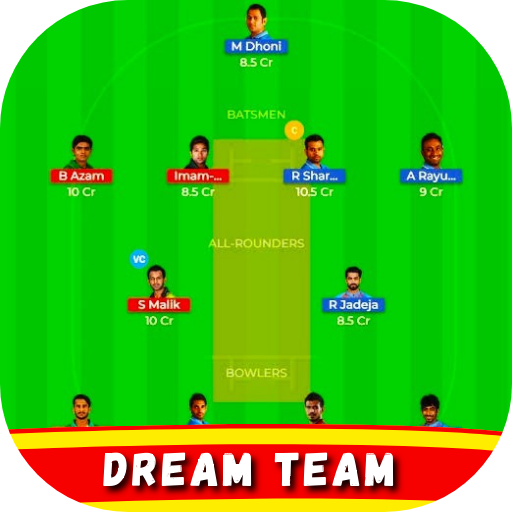 M Dhoni
8.5 Cr
BATSMEN
C
B Azam
Imam-...
R Shar...
A Rayu...
10 Cr
8.5 Cr
10.5 Cr
9 Cr
ALL-ROUNDERS
VC
S Malik
R Jadeja
10 Cr
8.5 Cr
BOWLERS
DREAM TEAM